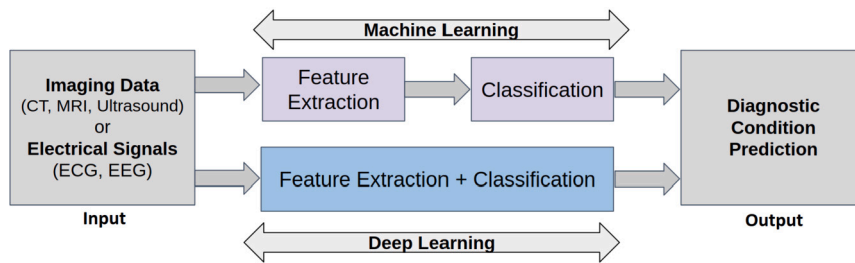 Machine Learning
Imaging Data
(CT, MRI, Ultrasound)
or
Electrical Signals
(ECG, EEG)
Input
Feature
Extraction
Classification
Feature Extraction + Classification
Deep Learning
Diagnostic
Condition
Prediction
Output